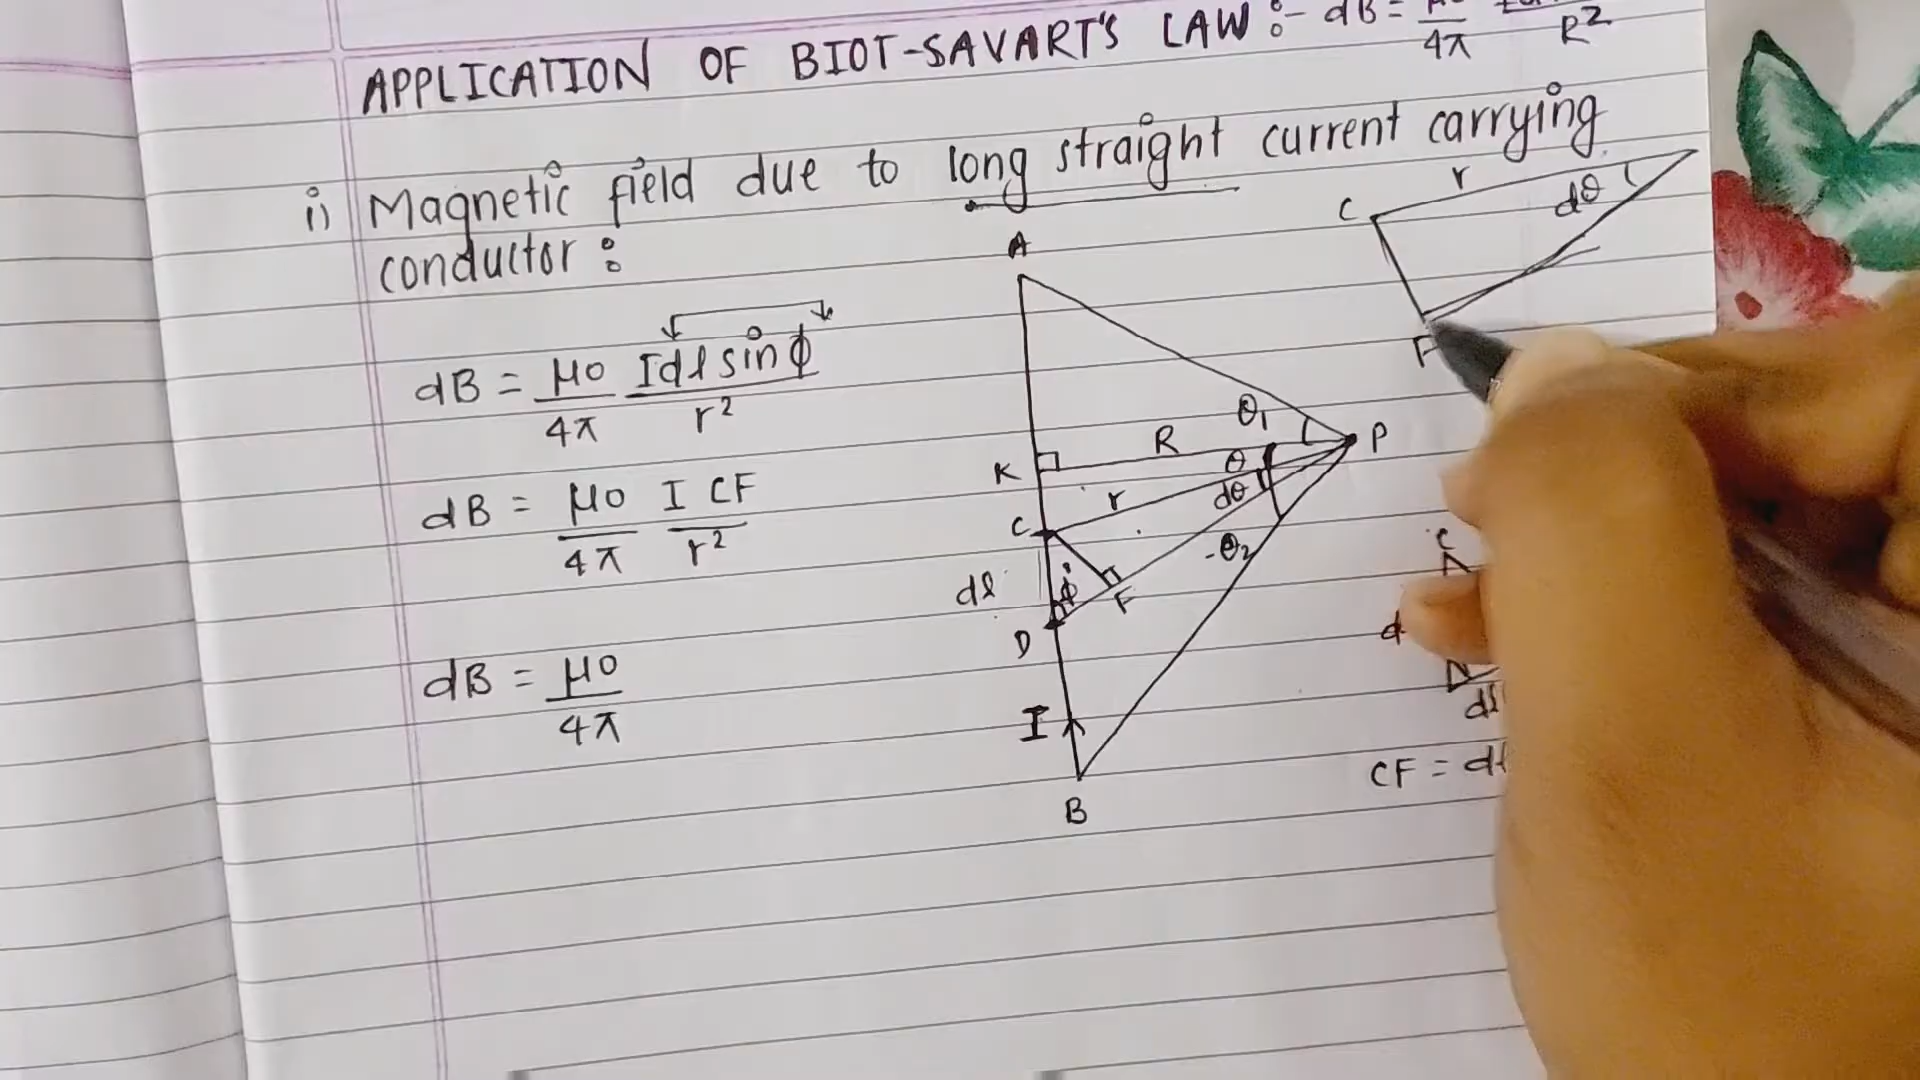 APPLICATION OF BIOT-SAVART'S LAW :- dB = μ0/4π R²
i) Magnetic field due to long straight current carrying
conductor :
dB = μ0/4π Idl sinϕ/r²
dB = μ0/4π I CF/r²
dB = μ0/4π
A
K
R
θ₁
P
θ
dθ
r
C
dl
ϕ
F
D
-θ₂
I
B
C
r
dθ
F
C
CF = d